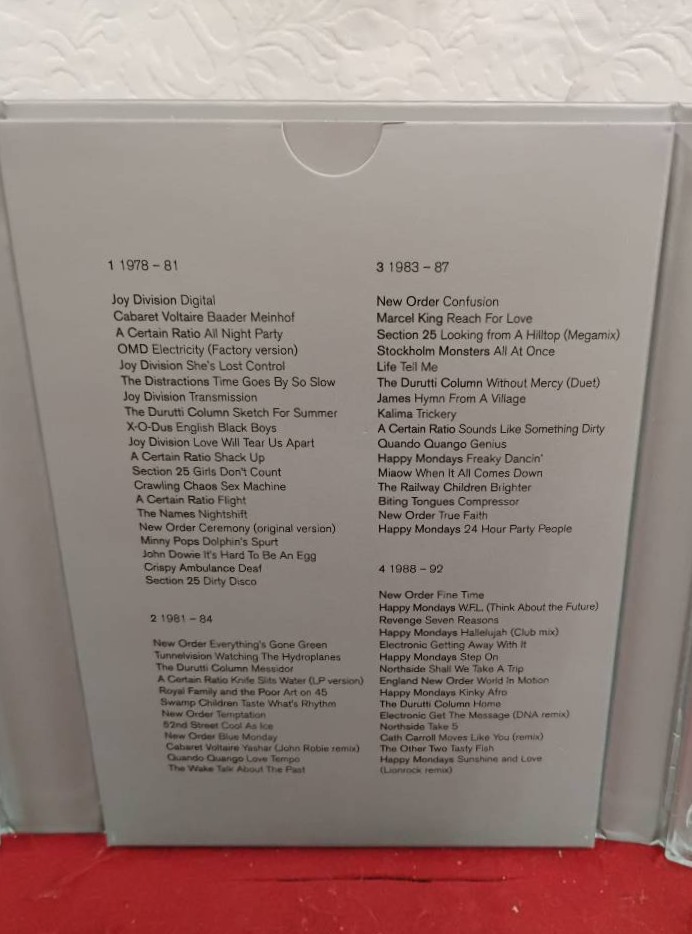 1 1978 – 81
Joy Division Digital
Cabaret Voltaire Baader Meinhof
A Certain Ratio All Night Party
OMD Electricity (Factory version)
Joy Division She's Lost Control
The Distractions Time Goes By So Slow
Joy Division Transmission
The Durutti Column Sketch For Summer
X-O-Dus English Black Boys
Joy Division Love Will Tear Us Apart
A Certain Ratio Shack Up
Section 25 Girls Don't Count
Crawling Chaos Sex Machine
A Certain Ratio Flight
The Names Nightshift
New Order Ceremony (original version)
Minny Pops Dolphin's Spurt
John Dowie It's Hard To Be An Egg
Crispy Ambulance Deaf
Section 25 Dirty Disco
2 1981 – 84
New Order Everything's Gone Green
Tunnelvision Watching The Hydroplanes
The Durutti Column Messidor
A Certain Ratio Knife Slits Water (LP version)
Royal Family and the Poor Art on 45
Swamp Children Taste What's Rhythm
New Order Temptation
52nd Street Cool As Ice
New Order Blue Monday
Cabaret Voltaire Yashar (John Robie remix)
Quando Quango Love Tempo
The Wake Talk About The Past
3 1983 – 87
New Order Confusion
Marcel King Reach For Love
Section 25 Looking from A Hilltop (Megamix)
Stockholm Monsters All At Once
Life Tell Me
The Durutti Column Without Mercy (Duet)
James Hymn From A Village
Kalima Trickery
A Certain Ratio Sounds Like Something Dirty
Quando Quango Genius
Happy Mondays Freaky Dancin'
Miaow When It All Comes Down
The Railway Children Brighter
Biting Tongues Compressor
New Order True Faith
Happy Mondays 24 Hour Party People
4 1988 – 92
New Order Fine Time
Happy Mondays W.F.L. (Think About the Future)
Revenge Seven Reasons
Happy Mondays Hallelujah (Club mix)
Electronic Getting Away With It
Happy Mondays Step On
Northside Shall We Take A Trip
England New Order World In Motion
Happy Mondays Kinky Afro
The Durutti Column Home
Electronic Get The Message (DNA remix)
Northside Take 5
Cath Carroll Moves Like You (remix)
The Other Two Tasty Fish
Happy Mondays Sunshine and Love
(Lionrock remix)